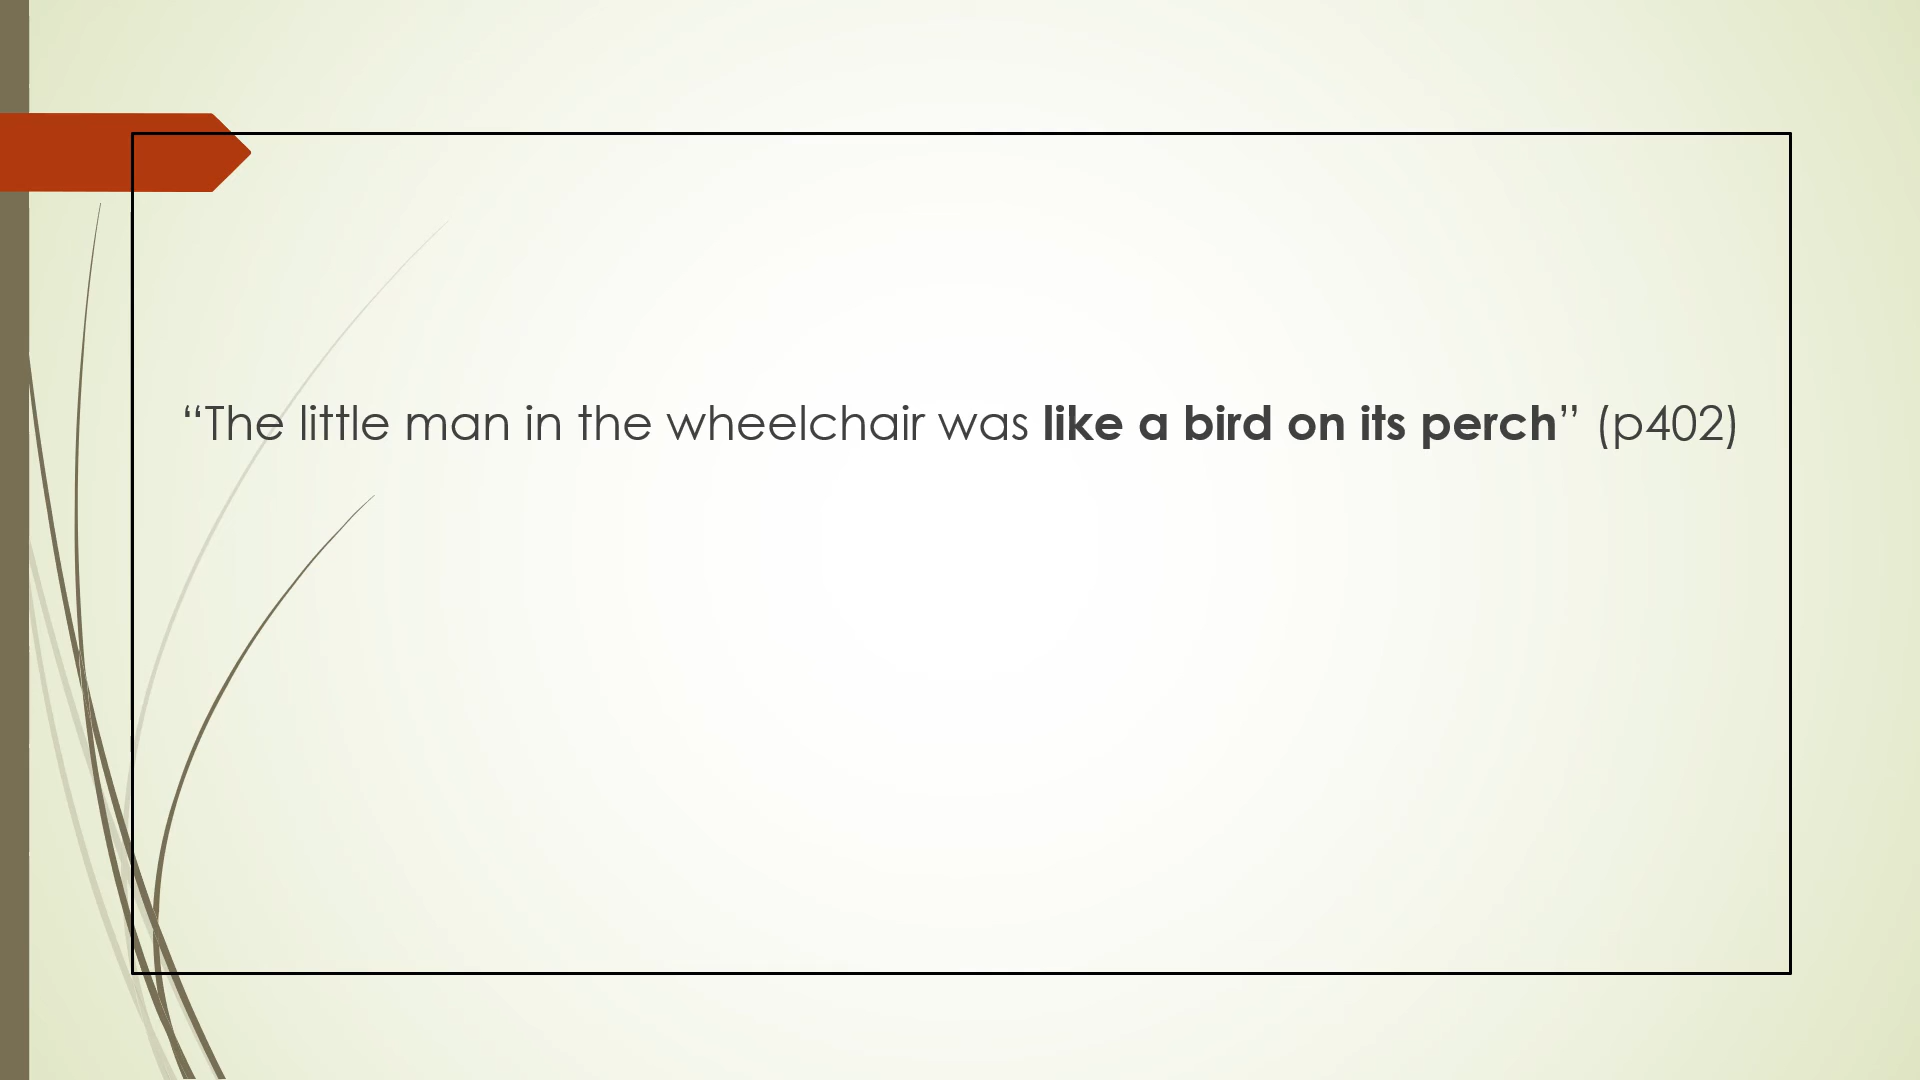 “The little man in the wheelchair was like a bird on its perch” (p402)